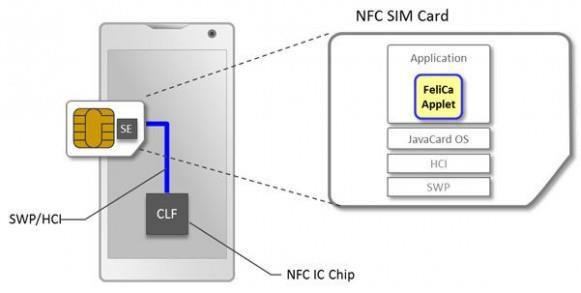 NFC SIM Card
Application
FeliCa
Applet
JavaCard OS
HCI
SWP
SE
CLF
SWP/HCI
NFC IC Chip